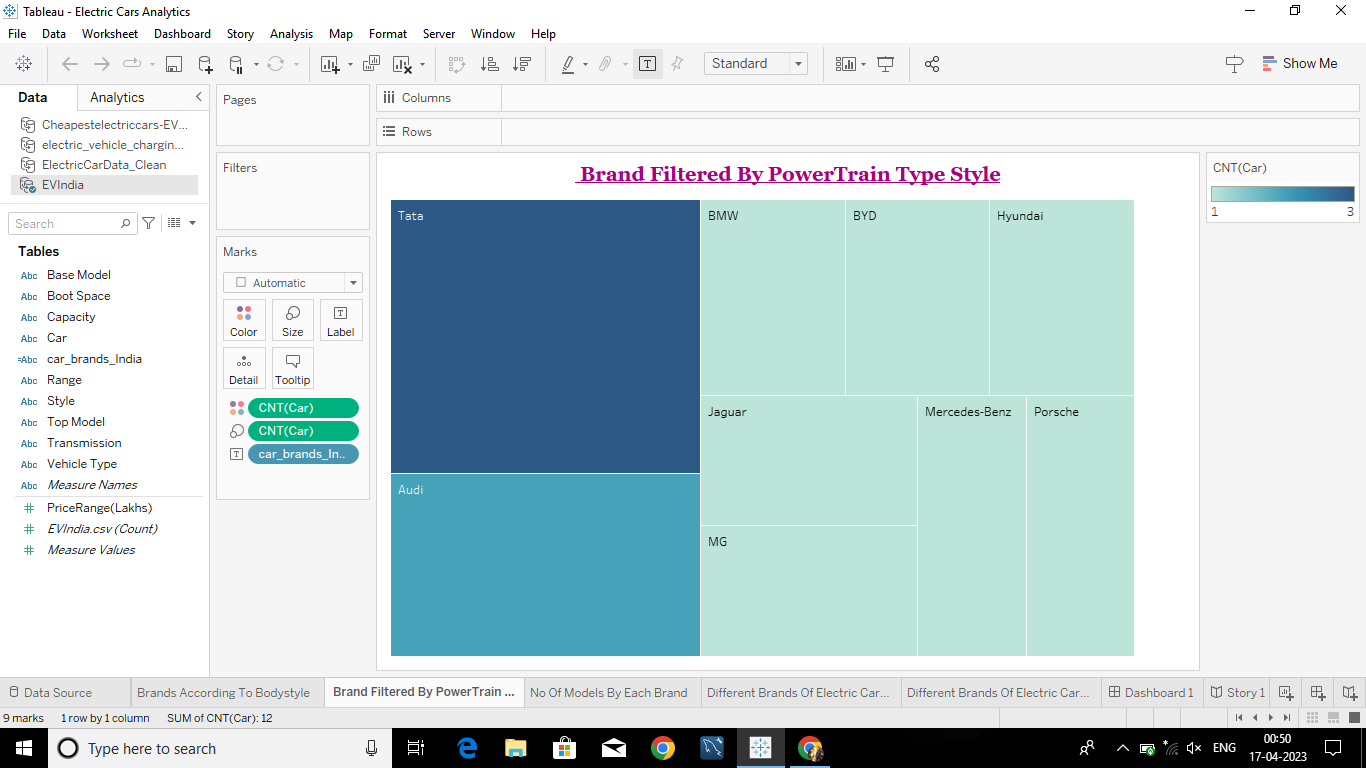 Tableau - Electric Cars Analytics
File Data Worksheet Dashboard Story Analysis Map Format Server Window Help
Standard
Show Me
Data Analytics
Cheapestelectriccars-EV...
electric_vehicle_chargin...
ElectricCarData_Clean
EVIndia
Search
Tables
Abc Base Model
Abc Boot Space
Abc Capacity
Abc Car
=Abc car_brands_India
Abc Range
Abc Style
Abc Top Model
Abc Transmission
Abc Vehicle Type
Abc Measure Names
# PriceRange(Lakhs)
# EVIndia.csv (Count)
# Measure Values
Pages
Filters
Marks
Automatic
Color Size Label
Detail Tooltip
CNT(Car)
CNT(Car)
car_brands_In..
Columns
Rows
Brand Filtered By PowerTrain Type Style
Tata
Audi
BMW
BYD
Hyundai
Jaguar
Mercedes-Benz
Porsche
MG
CNT(Car)
1 3
Data Source Brands According To Bodystyle Brand Filtered By PowerTrain ... No Of Models By Each Brand Different Brands Of Electric Car... Different Brands Of Electric Car... Dashboard 1 Story 1
9 marks 1 row by 1 column SUM of CNT(Car): 12
Type here to search
ENG
00:50
17-04-2023